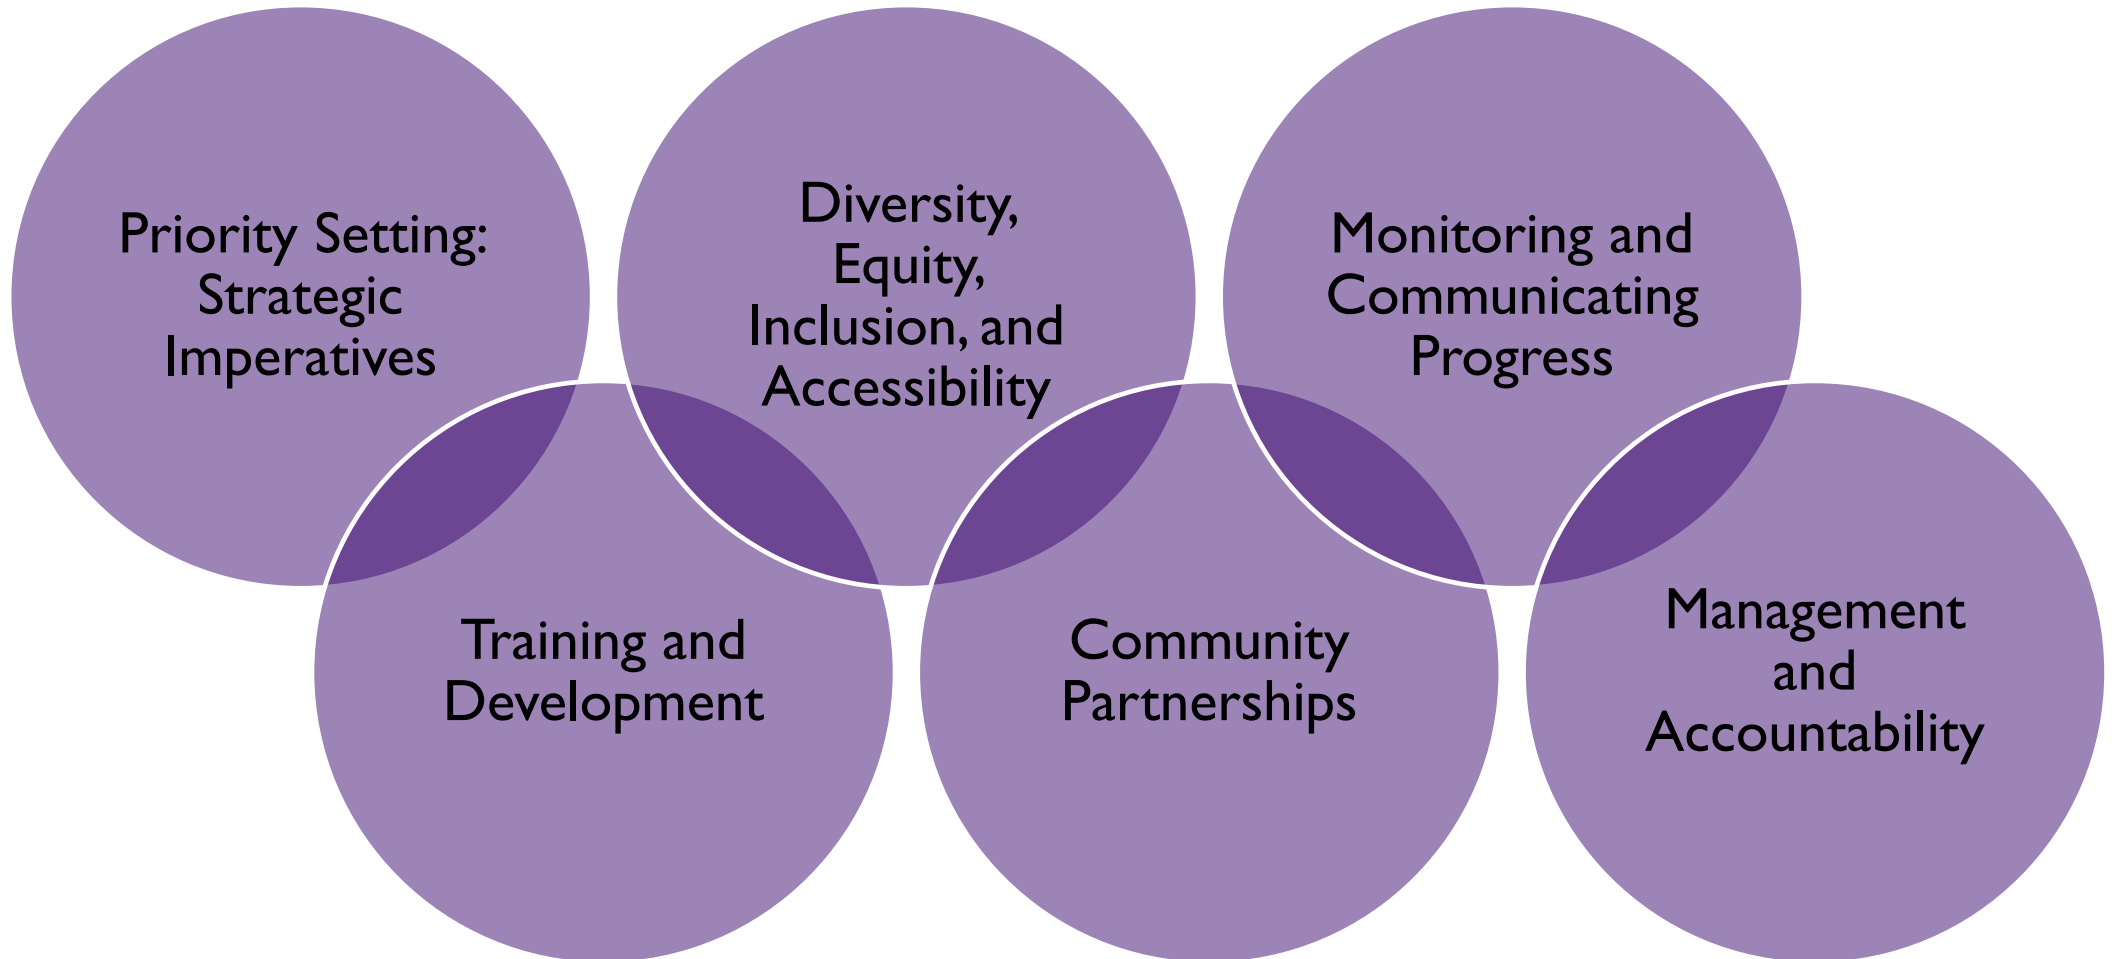 Priority Setting:
Strategic
Imperatives
Diversity,
Equity,
Inclusion, and
Accessibility
Monitoring and
Communicating
Progress
Training and
Development
Community
Partnerships
Management
and
Accountability